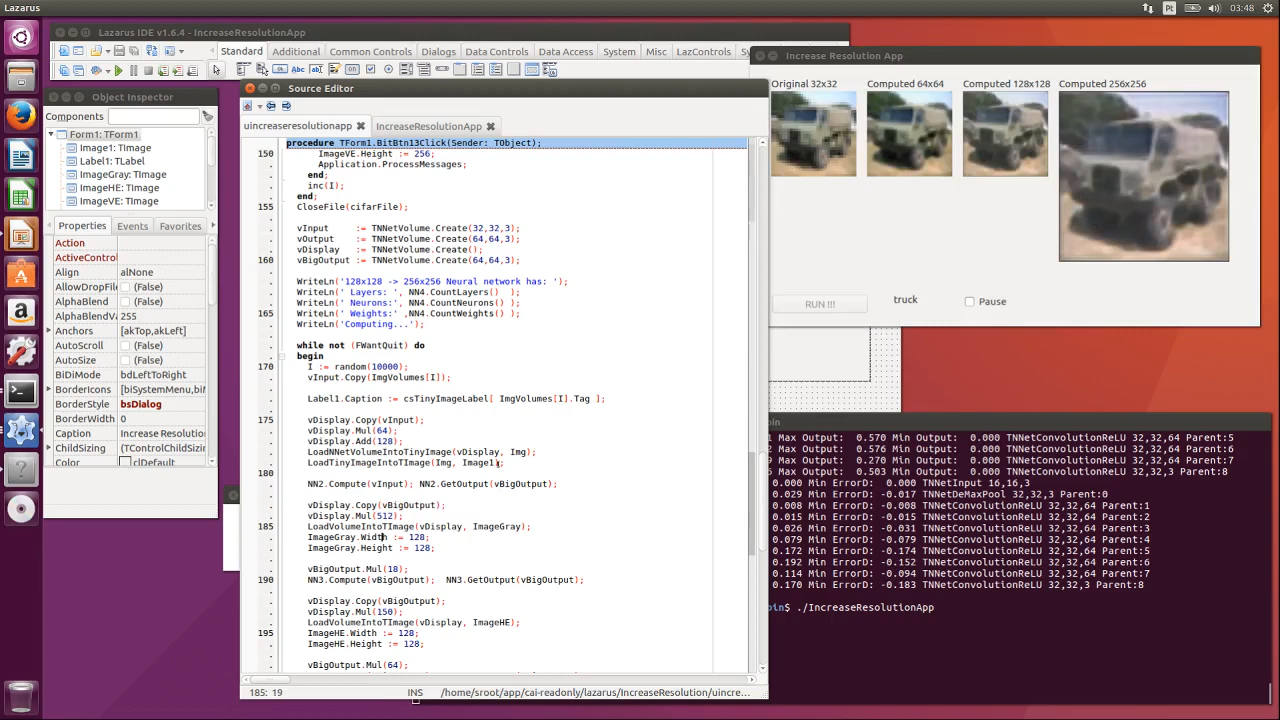 Lazarus
Pt
03:48
Lazarus IDE v1.6.4 - IncreaseResolutionApp
Standard Additional Common Controls Dialogs Data Controls Data Access System Misc LazControls
Abc
Object Inspector
Components
Form1: TForm1
Image1: TImage
Label1: TLabel
ImageGray: TImage
ImageHE: TImage
ImageVE: TImage
Properties Events Favorites
Action
ActiveControl
Align alNone
AllowDropFil (False)
AlphaBlend (False)
AlphaBlendVa 255
Anchors [akTop,akLeft]
AutoScroll (False)
AutoSize (False)
BiDiMode bdLeftToRight
BorderIcons [biSystemMenu,biM
BorderStyle bsDialog
BorderWidth 0
Caption Increase Resolutio
ChildSizing (TControlChildSizi
Color clDefault
Source Editor
uincreaseresolutionapp IncreaseResolutionApp
procedure TForm1.BitBtn13Click(Sender: TObject);
150 ImageVE.Height := 256;
Application.ProcessMessages;
end;
inc(I);
end;
155 CloseFile(cifarFile);
vInput := TNNetVolume.Create(32,32,3);
vOutput := TNNetVolume.Create(64,64,3);
vDisplay := TNNetVolume.Create();
160 vBigOutput := TNNetVolume.Create(64,64,3);
WriteLn('128x128 -> 256x256 Neural network has: ');
WriteLn(' Layers: ', NN4.CountLayers() );
WriteLn(' Neurons:', NN4.CountNeurons() );
165 WriteLn(' Weights:' ,NN4.CountWeights() );
WriteLn('Computing...');
while not (FWantQuit) do
begin
170 I := random(10000);
vInput.Copy(ImgVolumes[I]);
Label1.Caption := csTinyImageLabel[ ImgVolumes[I].Tag ];
175 vDisplay.Copy(vInput);
vDisplay.Mul(64);
vDisplay.Add(128);
LoadNNetVolumeIntoTinyImage(vDisplay, Img);
LoadTinyImageIntoTImage(Img, Image1);
180
NN2.Compute(vInput); NN2.GetOutput(vBigOutput);
vDisplay.Copy(vBigOutput);
vDisplay.Mul(512);
185 LoadVolumeIntoTImage(vDisplay, ImageGray);
ImageGray.Width := 128;
ImageGray.Height := 128;
vBigOutput.Mul(18);
190 NN3.Compute(vBigOutput); NN3.GetOutput(vBigOutput);
vDisplay.Copy(vBigOutput);
vDisplay.Mul(150);
LoadVolumeIntoTImage(vDisplay, ImageHE);
195 ImageHE.Width := 128;
ImageHE.Height := 128;
vBigOutput.Mul(64);
185: 19 INS /home/sroot/app/cai-readonly/lazarus/IncreaseResolution/uincre...
Increase Resolution App
Original 32x32 Computed 64x64 Computed 128x128 Computed 256x256
RUN !!! truck Pause
1 Max Output: 0.570 Min Output: 0.000 TNNetConvolutionReLU 32,32,64 Parent:5
2 Max Output: 0.576 Min Output: 0.000 TNNetConvolutionReLU 32,32,64 Parent:6
9 Max Output: 0.270 Min Output: 0.000 TNNetConvolutionReLU 32,32,64 Parent:7
6 Max Output: 0.503 Min Output: 0.000 TNNetConvolutionReLU 32,32,3 Parent:8
0.000 Min ErrorD: 0.000 TNNetInput 16,16,3
0.029 Min ErrorD: -0.017 TNNetDeMaxPool 32,32,3 Parent:0
0.008 Min ErrorD: -0.008 TNNetConvolutionReLU 32,32,64 Parent:1
0.015 Min ErrorD: -0.015 TNNetConvolutionReLU 32,32,64 Parent:2
0.026 Min ErrorD: -0.031 TNNetConvolutionReLU 32,32,64 Parent:3
0.079 Min ErrorD: -0.079 TNNetConvolutionReLU 32,32,64 Parent:4
0.172 Min ErrorD: -0.174 TNNetConvolutionReLU 32,32,64 Parent:5
0.192 Min ErrorD: -0.152 TNNetConvolutionReLU 32,32,64 Parent:6
0.114 Min ErrorD: -0.094 TNNetConvolutionReLU 32,32,64 Parent:7
0.170 Min ErrorD: -0.183 TNNetConvolutionReLU 32,32,3 Parent:8
bin$ ./IncreaseResolutionApp